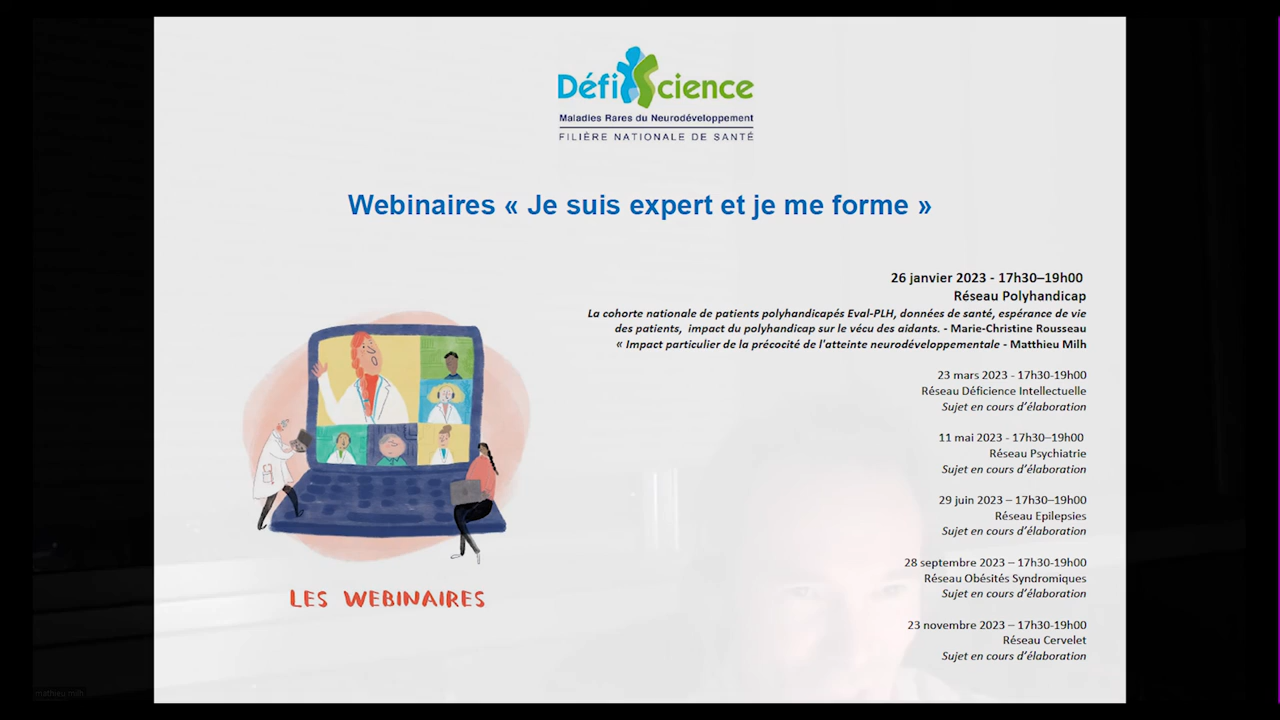 DéfiScience
Maladies Rares du Neurodéveloppement
FILIÈRE NATIONALE DE SANTÉ
Webinaires « Je suis expert et je me forme »
26 janvier 2023 - 17h30–19h00
Réseau Polyhandicap
La cohorte nationale de patients polyhandicapés Eval-PLH, données de santé, espérance de vie
des patients, impact du polyhandicap sur le vécu des aidants. - Marie-Christine Rousseau
« Impact particulier de la précocité de l'atteinte neurodéveloppementale - Matthieu Milh
23 mars 2023 - 17h30-19h00
Réseau Déficience Intellectuelle
Sujet en cours d’élaboration
11 mai 2023 - 17h30–19h00
Réseau Psychiatrie
Sujet en cours d’élaboration
29 juin 2023 – 17h30–19h00
Réseau Epilepsies
Sujet en cours d’élaboration
28 septembre 2023 – 17h30-19h00
Réseau Obésités Syndromiques
Sujet en cours d’élaboration
23 novembre 2023 – 17h30-19h00
Réseau Cervelet
Sujet en cours d’élaboration
LES WEBINAIRES
mathieu milh